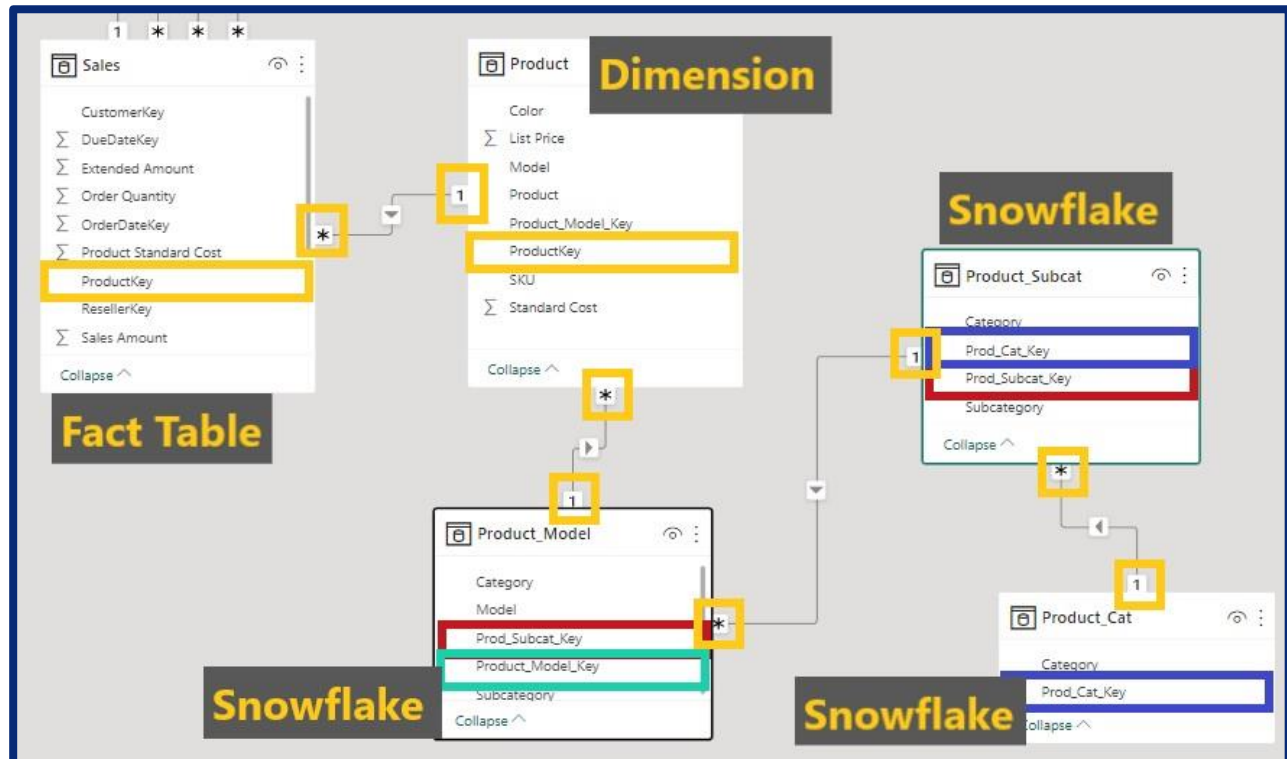 1 * * *
Sales
CustomerKey
∑ DueDateKey
∑ Extended Amount
∑ Order Quantity
∑ OrderDateKey
∑ Product Standard Cost
ProductKey
ResellerKey
∑ Sales Amount
Collapse
Fact Table
*
1
Product
Dimension
Color
∑ List Price
Model
Product
Product_Model_Key
ProductKey
SKU
∑ Standard Cost
Collapse
*
1
Product_Model
Category
Model
Prod_Subcat_Key
Product_Model_Key
Subcategory
Collapse
Snowflake
*
1
Snowflake
Product_Subcat
Category
Prod_Cat_Key
Prod_Subcat_Key
Subcategory
Collapse
*
1
Product_Cat
Category
Prod_Cat_Key
Collapse
Snowflake